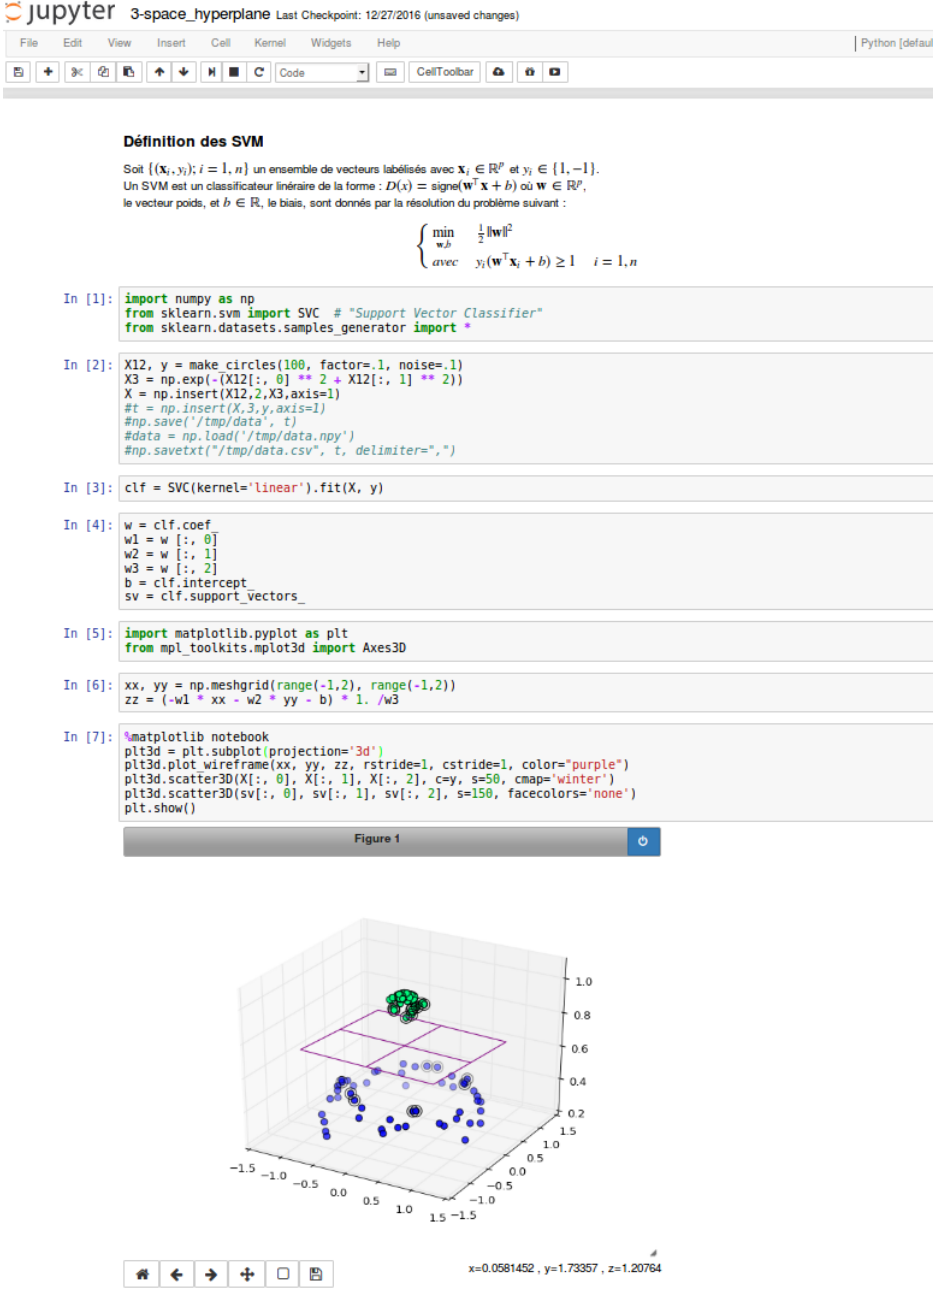 jupyter 3-space_hyperplane Last Checkpoint: 12/27/2016 (unsaved changes)
File Edit View Insert Cell Kernel Widgets Help Python [defaul
Code CellToolbar
Définition des SVM
Soit {(𝐱ᵢ, yᵢ); i = 1, n} un ensemble de vecteurs labélisés avec 𝐱ᵢ ∈ ℝᵖ et yᵢ ∈ {1, −1}.
Un SVM est un classificateur linéraire de la forme : D(x) = signe(𝐰ᵀ𝐱 + b) où 𝐰 ∈ ℝᵖ,
le vecteur poids, et b ∈ ℝ, le biais, sont donnés par la résolution du problème suivant :
{ min 𝐰,b ½ ‖𝐰‖²
avec yᵢ(𝐰ᵀ𝐱ᵢ + b) ≥ 1 i = 1, n
In [1]: import numpy as np
from sklearn.svm import SVC # "Support Vector Classifier"
from sklearn.datasets.samples_generator import *
In [2]: X12, y = make_circles(100, factor=.1, noise=.1)
X3 = np.exp(-(X12[:, 0] ** 2 + X12[:, 1] ** 2))
X = np.insert(X12,2,X3,axis=1)
#t = np.insert(X,3,y,axis=1)
#np.save('/tmp/data', t)
#data = np.load('/tmp/data.npy')
#np.savetxt("/tmp/data.csv", t, delimiter=",")
In [3]: clf = SVC(kernel='linear').fit(X, y)
In [4]: w = clf.coef_
w1 = w [:, 0]
w2 = w [:, 1]
w3 = w [:, 2]
b = clf.intercept_
sv = clf.support_vectors_
In [5]: import matplotlib.pyplot as plt
from mpl_toolkits.mplot3d import Axes3D
In [6]: xx, yy = np.meshgrid(range(-1,2), range(-1,2))
zz = (-w1 * xx - w2 * yy - b) * 1. /w3
In [7]: %matplotlib notebook
plt3d = plt.subplot(projection='3d')
plt3d.plot_wireframe(xx, yy, zz, rstride=1, cstride=1, color="purple")
plt3d.scatter3D(X[:, 0], X[:, 1], X[:, 2], c=y, s=50, cmap='winter')
plt3d.scatter3D(sv[:, 0], sv[:, 1], sv[:, 2], s=150, facecolors='none')
plt.show()
Figure 1
1.0
0.8
0.6
0.4
0.2
1.5
1.0
0.5
0.0
−0.5
−1.0
−1.5
−1.5 −1.0 −0.5 0.0 0.5 1.0 1.5
x=0.0581452 , y=1.73357 , z=1.20764